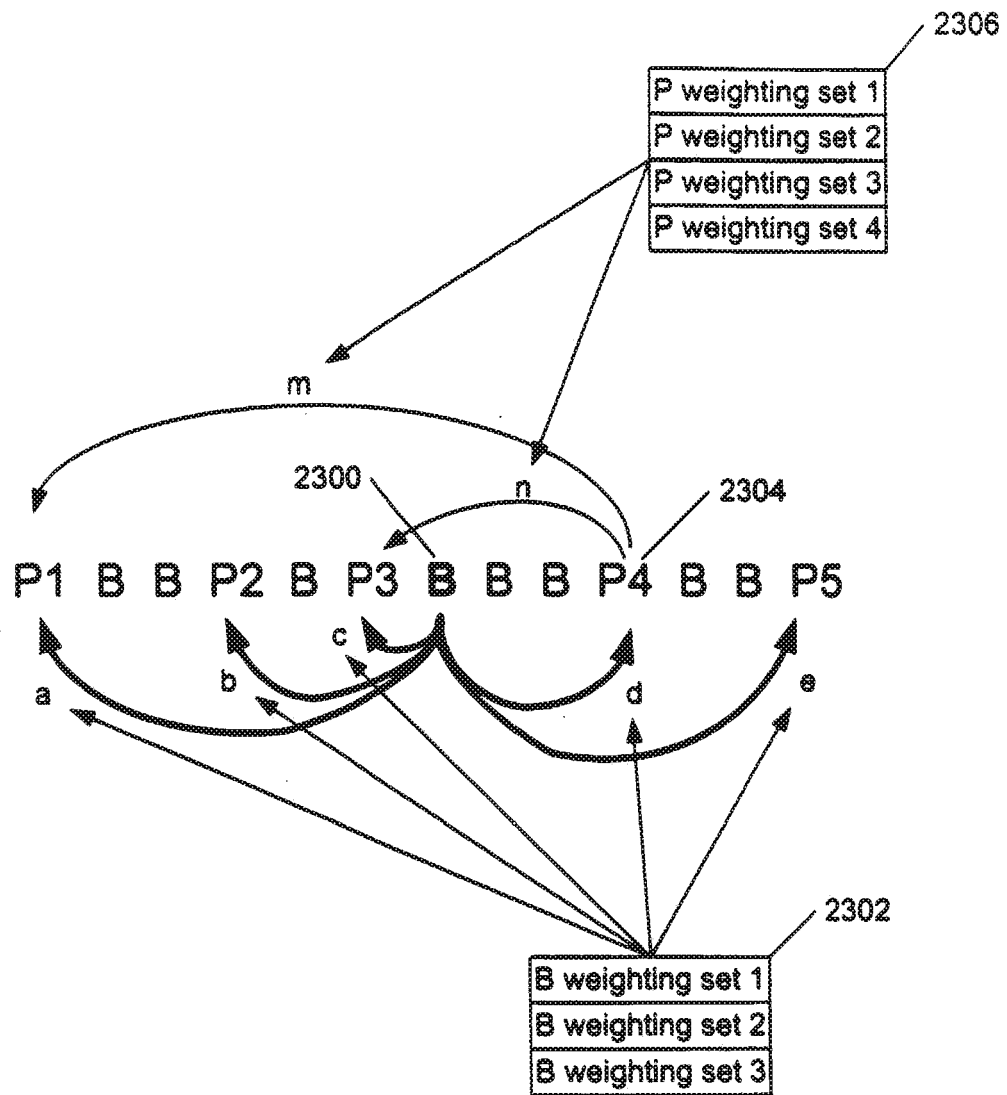 2306
P weighting set 1
P weighting set 2
P weighting set 3
P weighting set 4
m
2300
n
2304
P1 B B P2 B P3 B B B P4 B B P5
a b c d e
2302
B weighting set 1
B weighting set 2
B weighting set 3